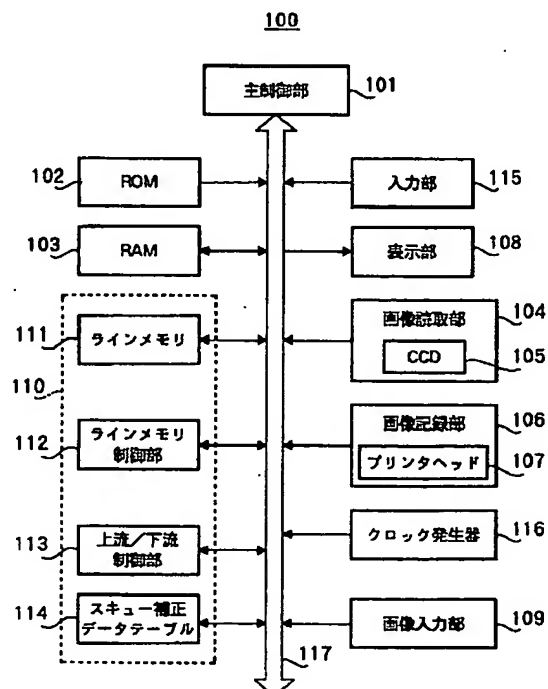 100
主制御部
101
102
ROM
入力部
115
103
RAM
表示部
108
111
ラインメモリ
画像読取部
104
CCD
105
110
112
ラインメモリ
制御部
画像記録部
106
プリンタヘッド
107
113
上流/下流
制御部
クロック発生器
116
114
スキュー補正
データテーブル
画像入力部
109
117